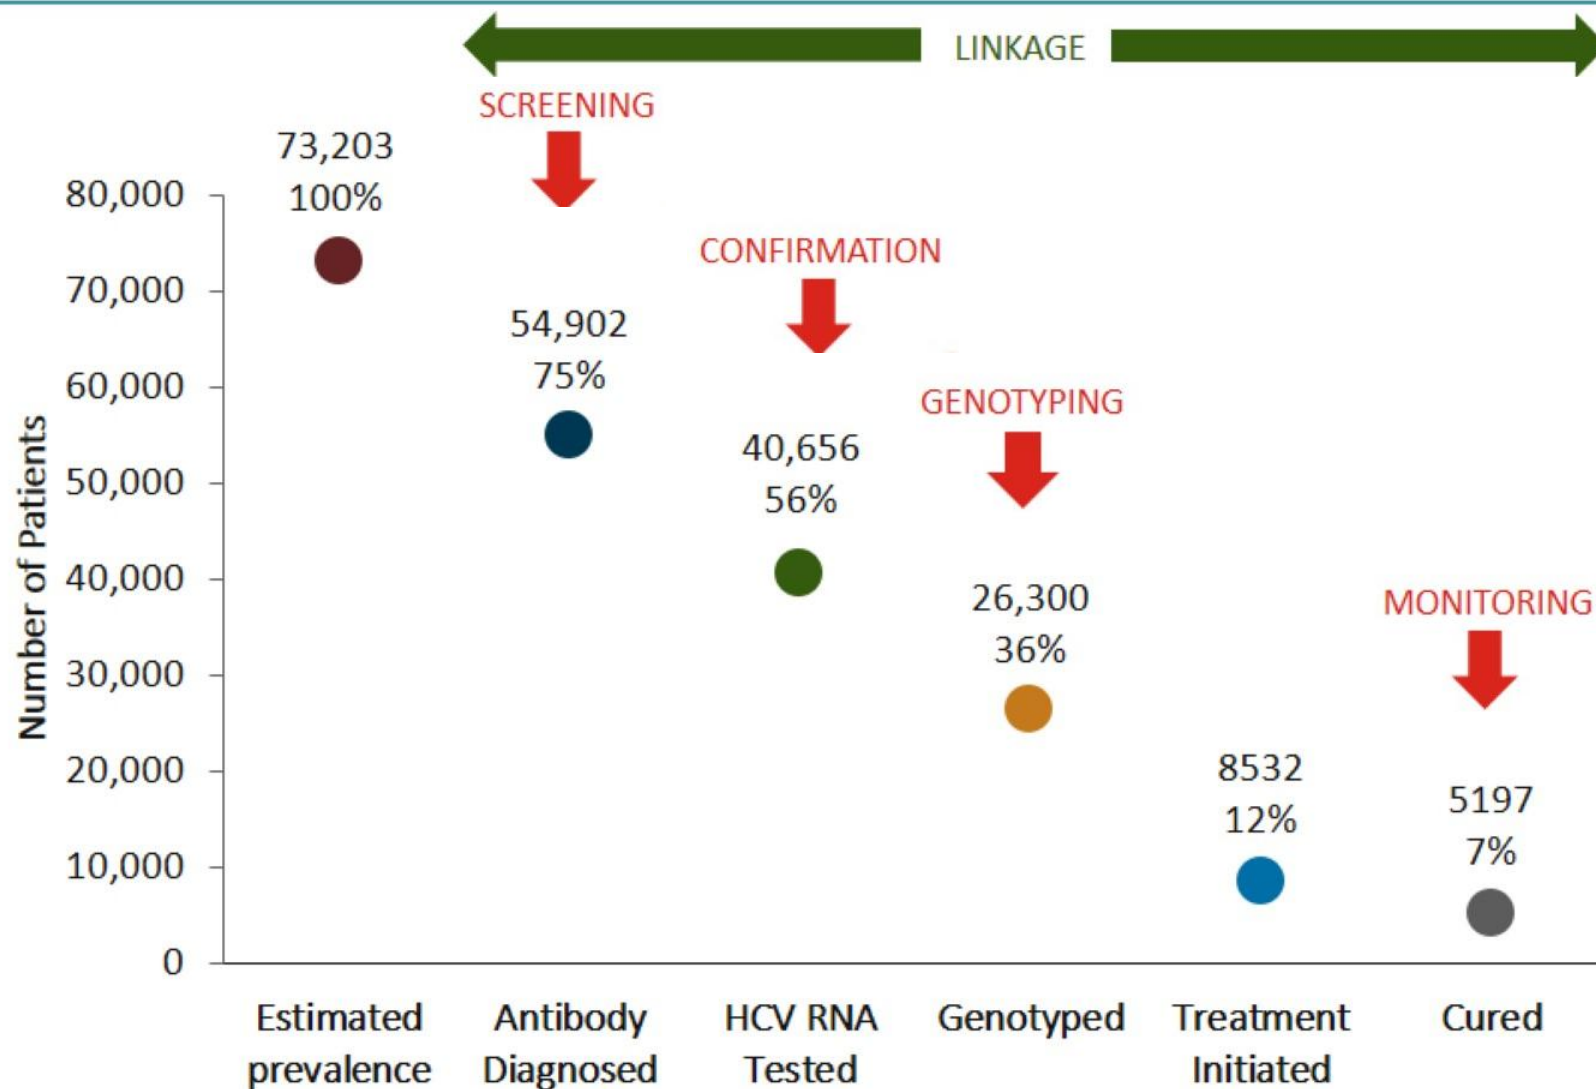 LINKAGE
SCREENING
73,203
100%
CONFIRMATION
54,902
75%
GENOTYPING
40,656
56%
MONITORING
26,300
36%
8532
12%
5197
7%
Number of Patients
80,000
70,000
60,000
50,000
40,000
30,000
20,000
10,000
0
Estimated
prevalence
Antibody
Diagnosed
HCV RNA
Tested
Genotyped
Treatment
Initiated
Cured